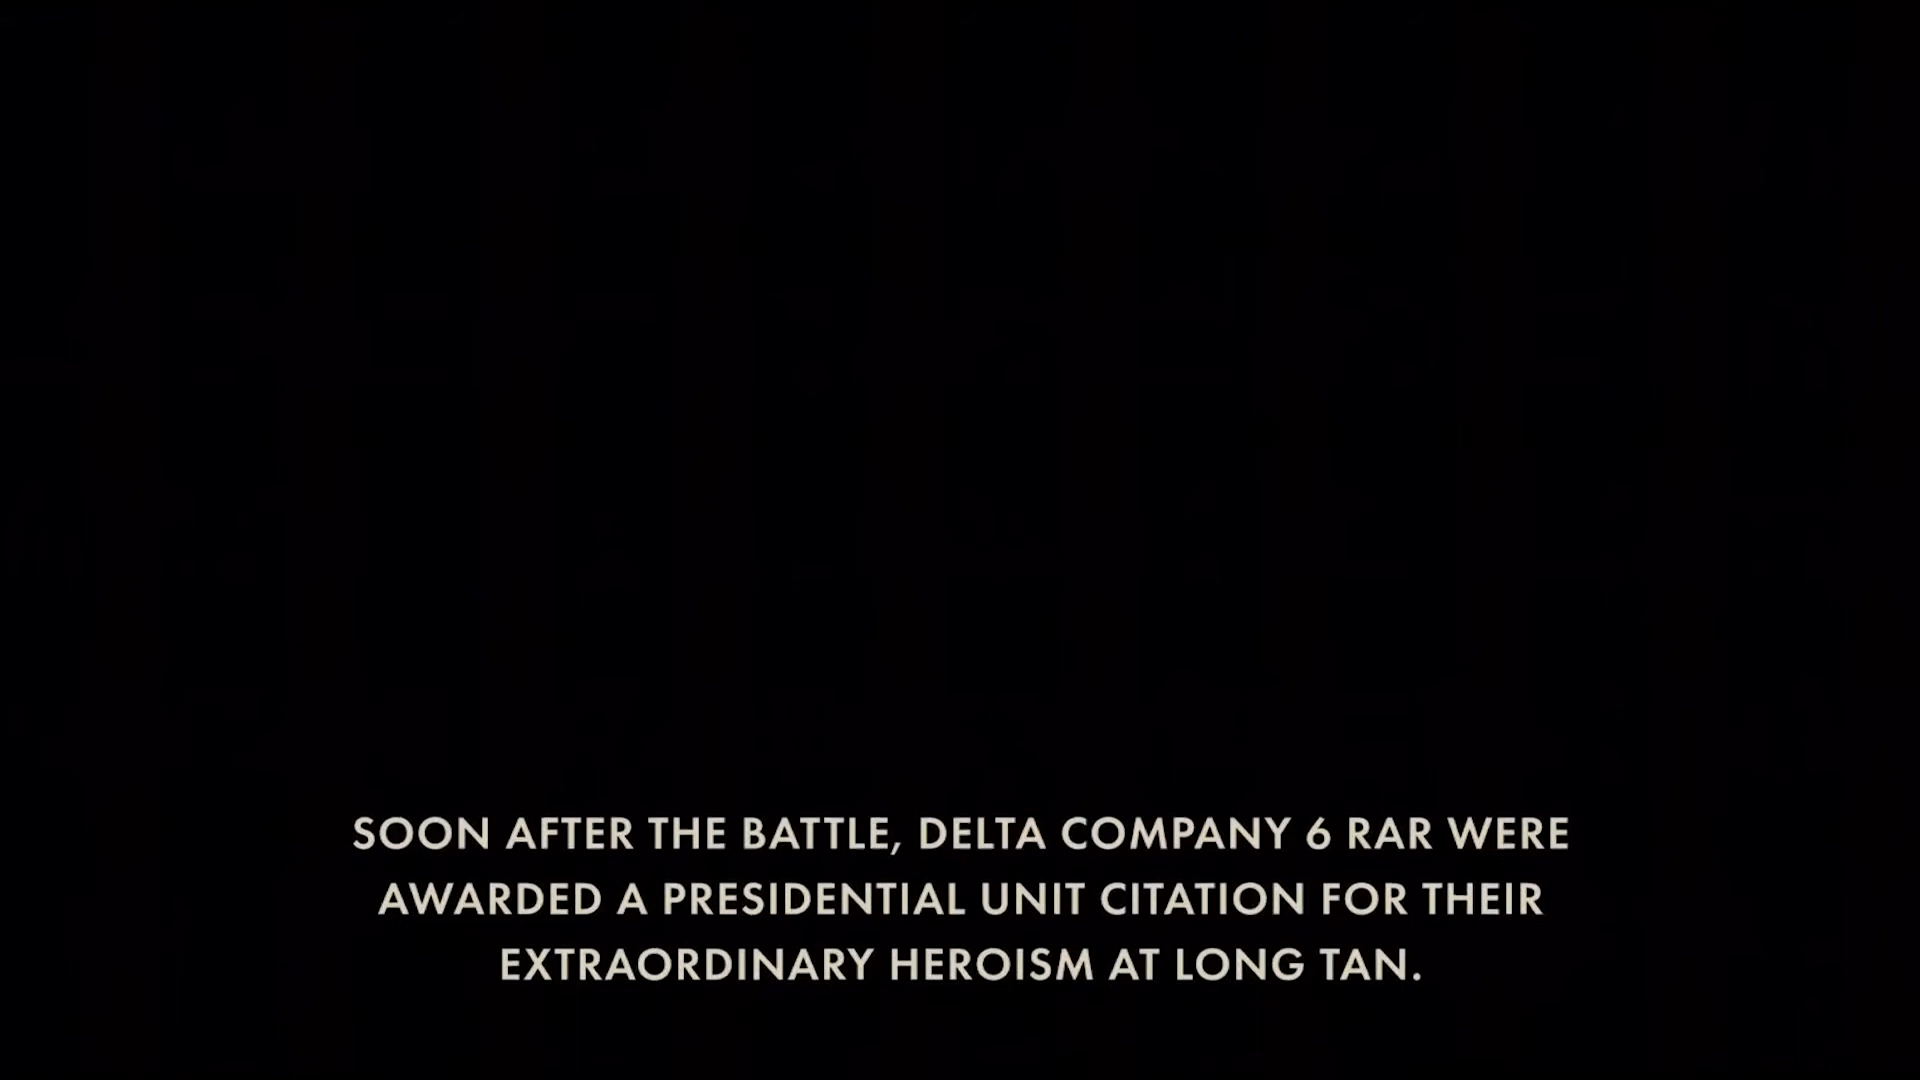 SOON AFTER THE BATTLE, DELTA COMPANY 6 RAR WERE
AWARDED A PRESIDENTIAL UNIT CITATION FOR THEIR
EXTRAORDINARY HEROISM AT LONG TAN.